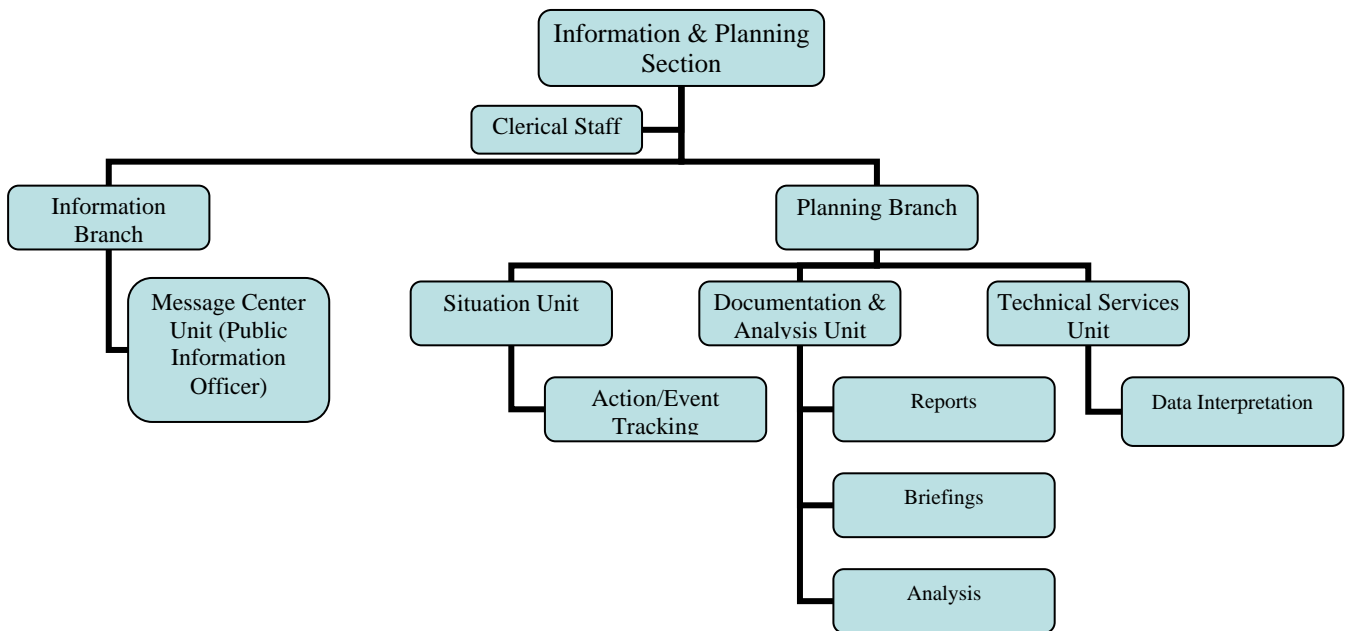 Information & Planning
Section
Clerical Staff
Information
Branch
Planning Branch
Message Center
Unit (Public
Information
Officer)
Situation Unit
Documentation &
Analysis Unit
Technical Services
Unit
Action/Event
Tracking
Reports
Data Interpretation
Briefings
Analysis